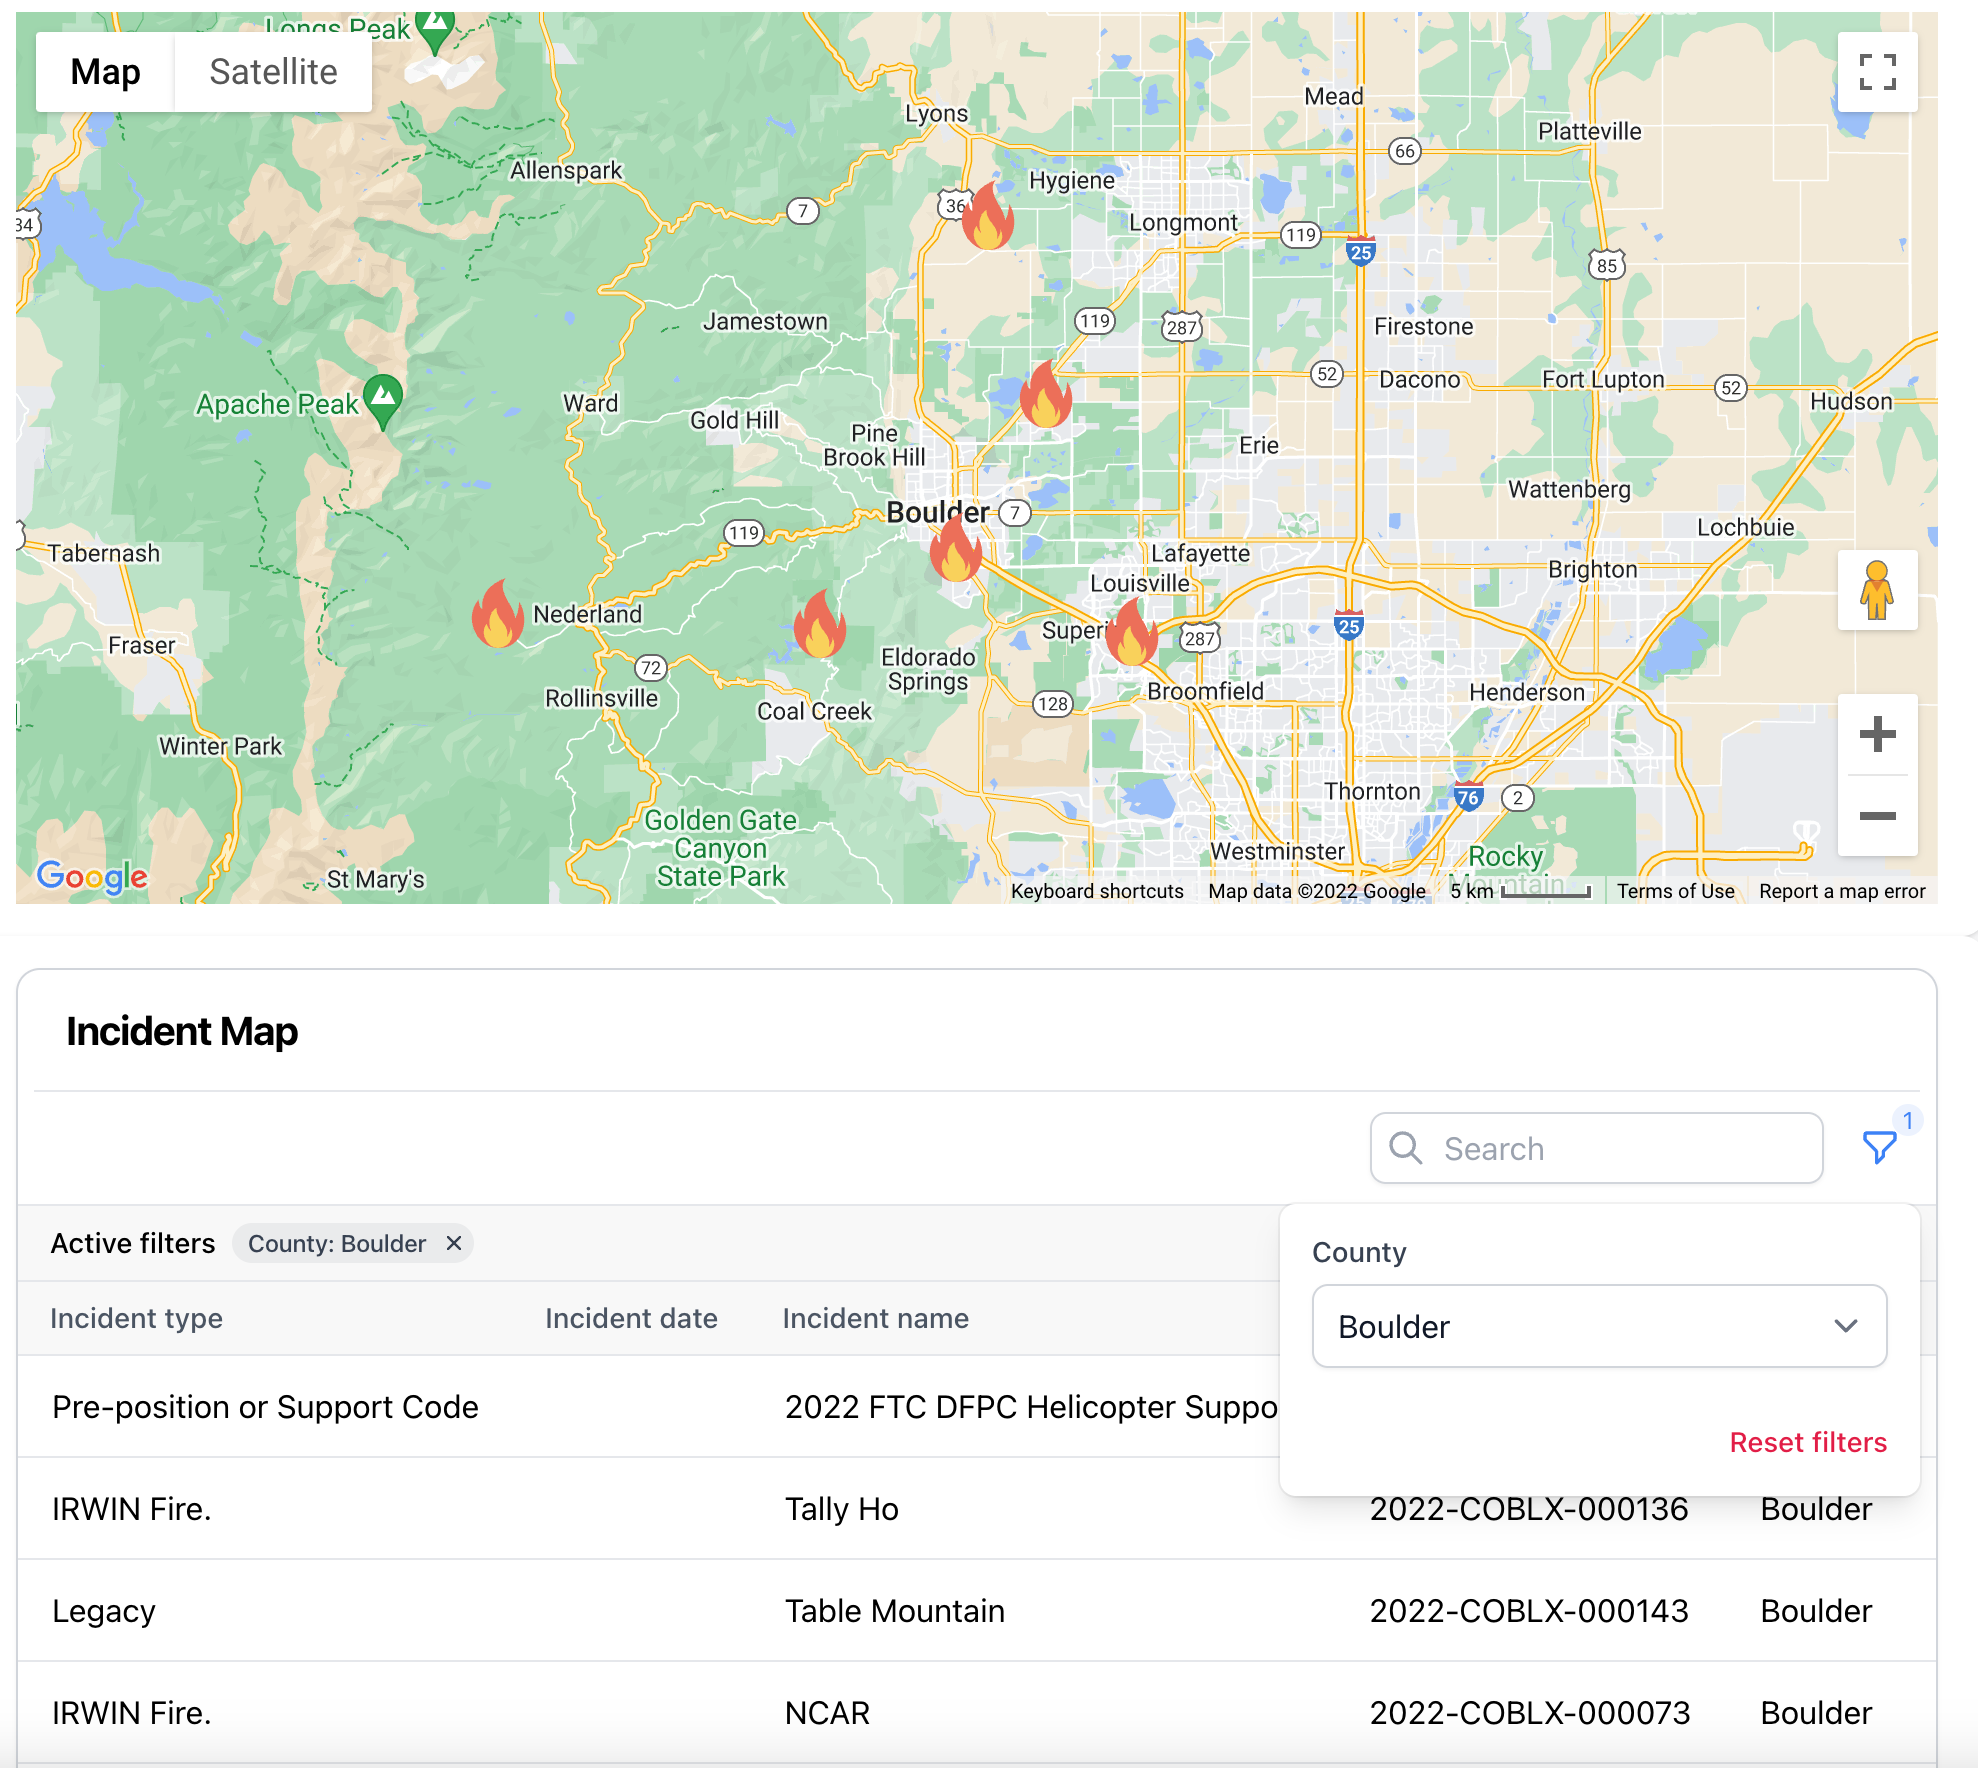 Longs Peak
Map
Satellite
Lyons
Mead
Platteville
66
Allenspark
Hygiene
7
36
34
Longmont
119
25
85
Jamestown
119
287
Firestone
Apache Peak
Ward
Gold Hill
52
Dacono
Fort Lupton
52
Hudson
Pine
Brook Hill
Erie
Wattenberg
Boulder
7
119
Lochbuie
Tabernash
Lafayette
Louisville
Brighton
Nederland
Fraser
Superi
287
25
72
Eldorado
Springs
Rollinsville
Coal Creek
128
Broomfield
Henderson
Winter Park
Thornton
76
2
Golden Gate
Canyon
State Park
Westminster
Rocky
Mountain
Google
St Mary's
Keyboard shortcuts
Map data ©2022 Google
5 km
Terms of Use
Report a map error
Incident Map
Search
1
Active filters
County: Boulder
County
Boulder
Reset filters
Incident type Incident date Incident name
Pre-position or Support Code 2022 FTC DFPC Helicopter Suppo
IRWIN Fire. Tally Ho 2022-COBLX-000136 Boulder
Legacy Table Mountain 2022-COBLX-000143 Boulder
IRWIN Fire. NCAR 2022-COBLX-000073 Boulder